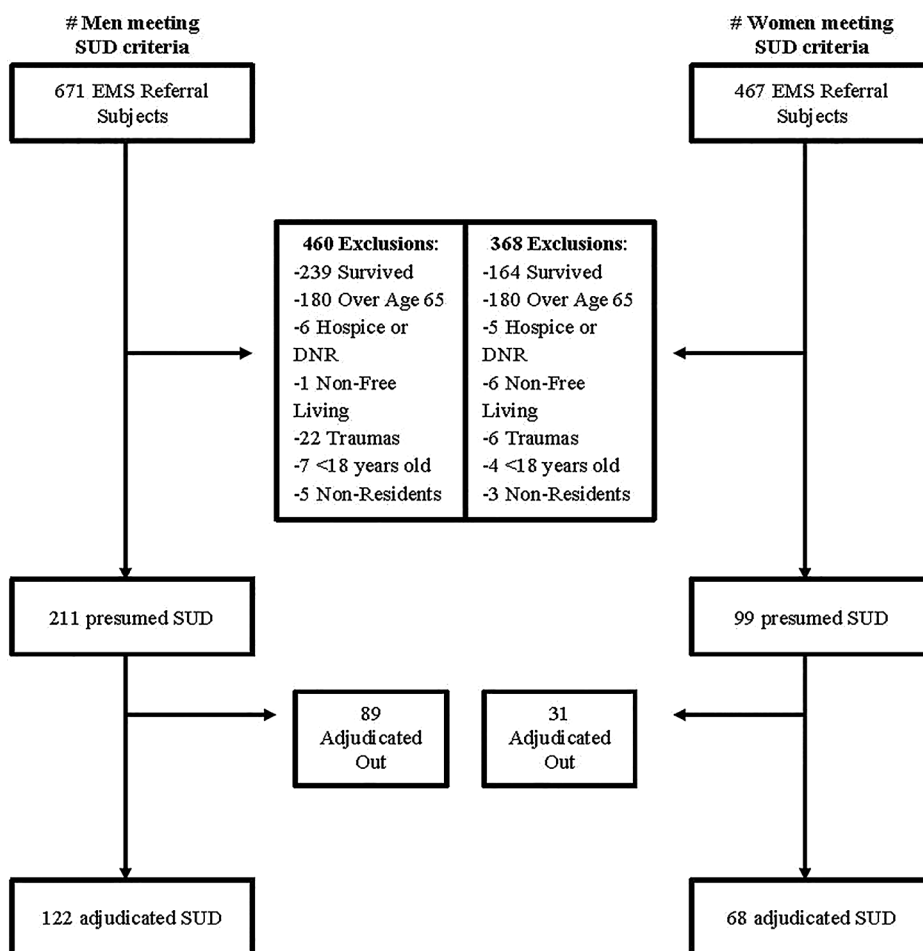 # Men meeting
SUD criteria
671 EMS Referral
Subjects
# Women meeting
SUD criteria
467 EMS Referral
Subjects
460 Exclusions:
-239 Survived
-180 Over Age 65
-6 Hospice or
DNR
-1 Non-Free
Living
-22 Traumas
-7 <18 years old
-5 Non-Residents
368 Exclusions:
-164 Survived
-180 Over Age 65
-5 Hospice or
DNR
-6 Non-Free
Living
-6 Traumas
-4 <18 years old
-3 Non-Residents
211 presumed SUD
99 presumed SUD
89
Adjudicated
Out
31
Adjudicated
Out
122 adjudicated SUD
68 adjudicated SUD